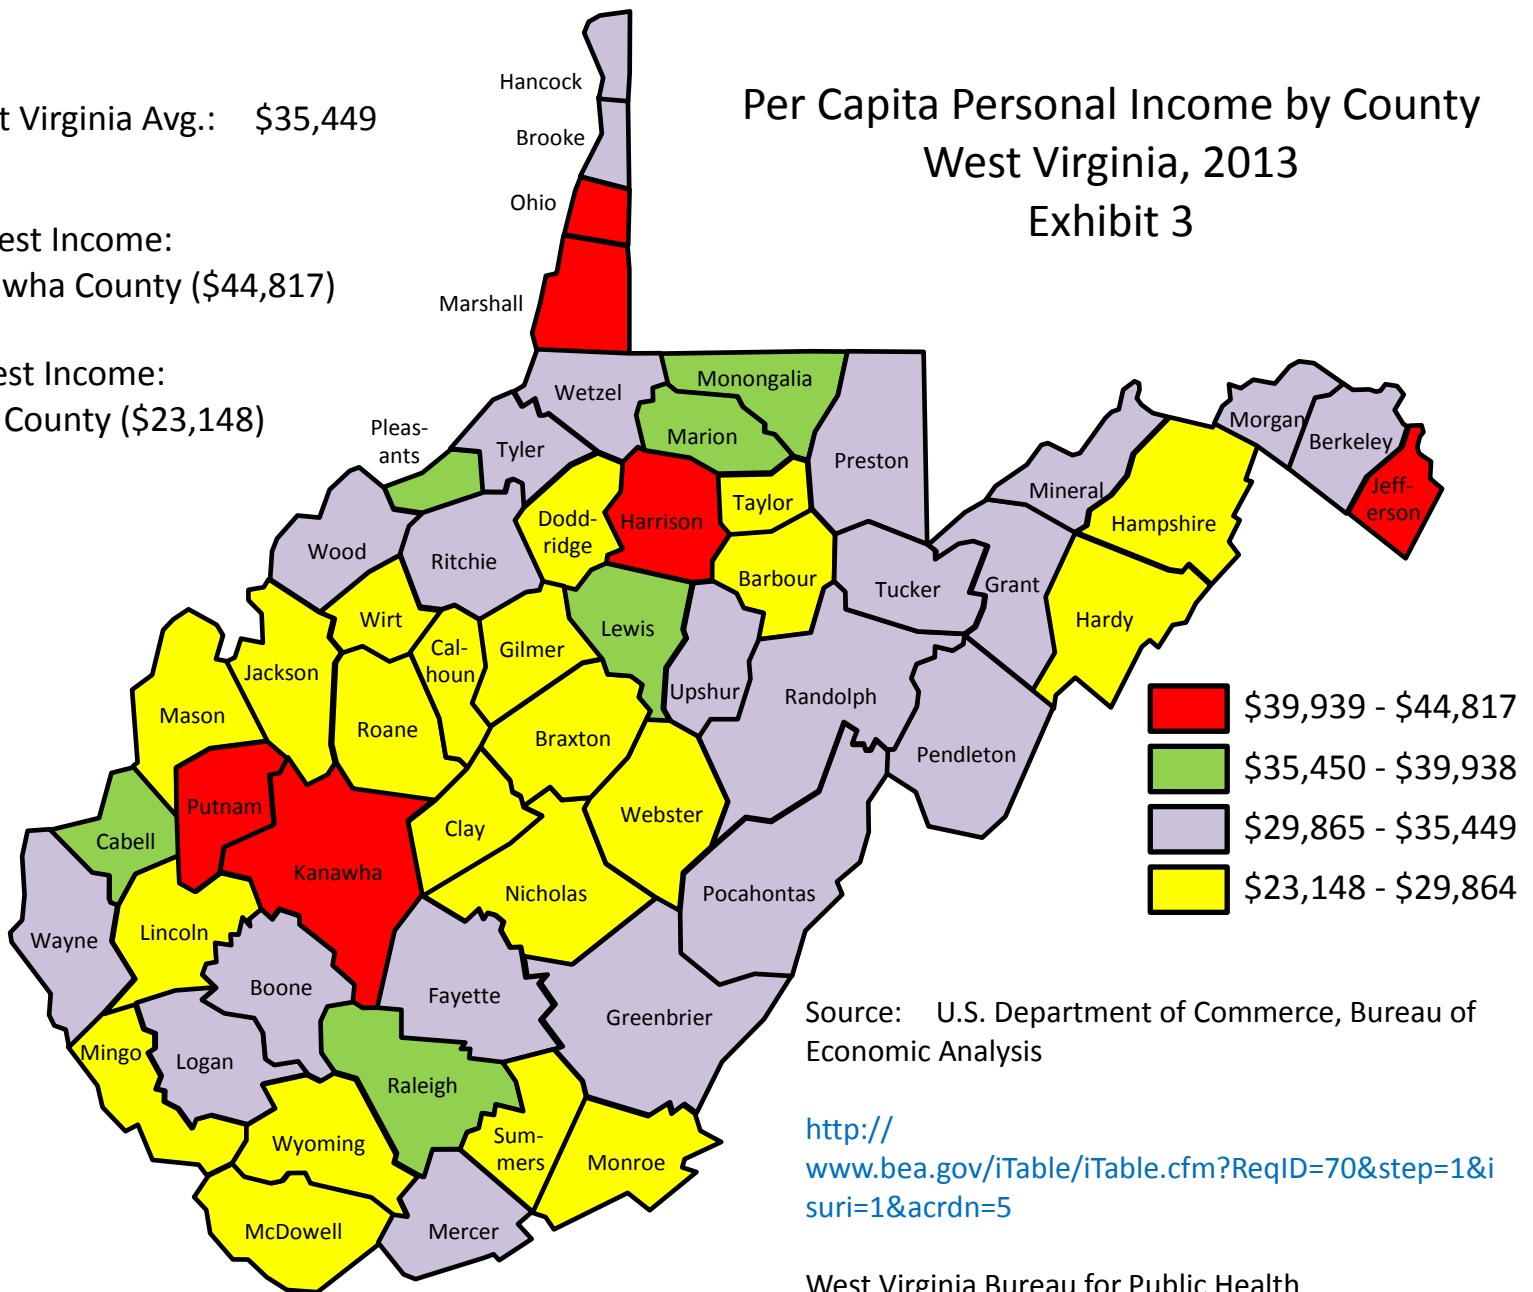 Per Capita Personal Income by County
West Virginia, 2013
Exhibit 3
t Virginia Avg.: $35,449
est Income:
wha County ($44,817)
est Income:
County ($23,148)
Hancock
Brooke
Ohio
Marshall
Wetzel
Monongalia
Marion
Pleas-
ants
Tyler
Preston
Morgan
Berkeley
Jeff-
erson
Mineral
Hampshire
Wood
Ritchie
Dodd-
ridge
Harrison
Taylor
Barbour
Tucker
Grant
Hardy
Wirt
Cal-
houn
Gilmer
Lewis
Upshur
Randolph
Jackson
Mason
Roane
Braxton
Pendleton
Putnam
Cabell
Clay
Webster
Kanawha
Nicholas
Pocahontas
Wayne
Lincoln
Boone
Fayette
Greenbrier
Mingo
Logan
Raleigh
Wyoming
Sum-
mers
Monroe
McDowell
Mercer
$39,939 - $44,817
$35,450 - $39,938
$29,865 - $35,449
$23,148 - $29,864
Source: U.S. Department of Commerce, Bureau of
Economic Analysis
http://
www.bea.gov/iTable/iTable.cfm?ReqID=70&step=1&i
suri=1&acrdn=5
West Virginia Bureau for Public Health